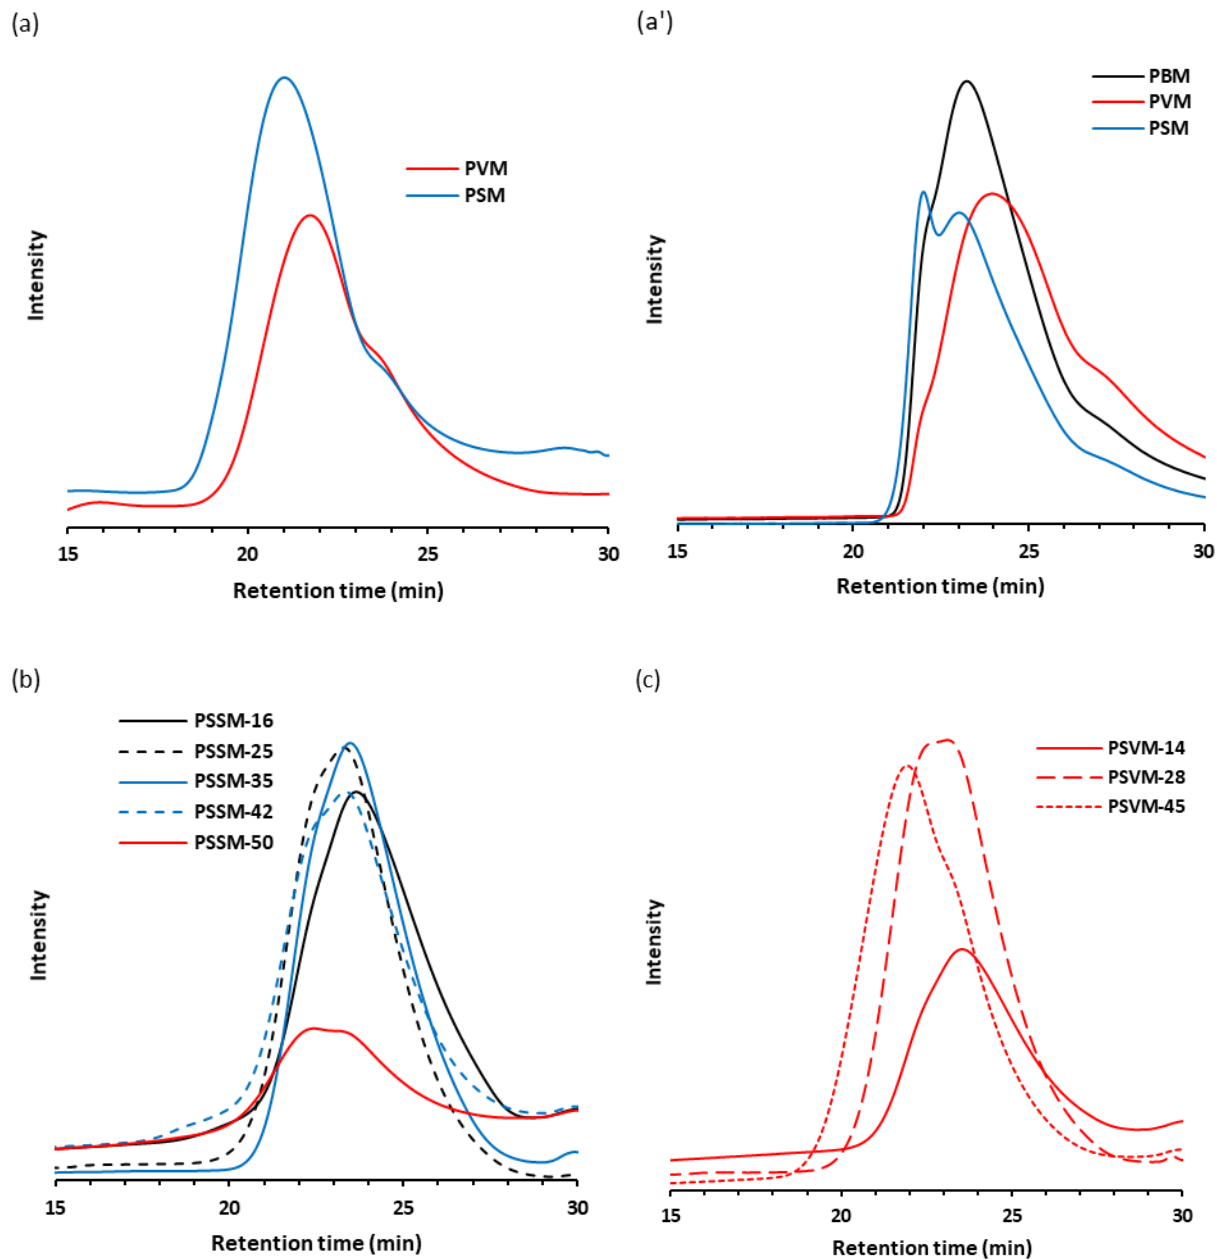 (a)
PVM
PSM
Intensity
15
20
25
30
Retention time (min)
(a')
PBM
PVM
PSM
Intensity
15
20
25
30
Retention time (min)
(b)
PSSM-16
PSSM-25
PSSM-35
PSSM-42
PSSM-50
Intensity
15
20
25
30
Retention time (min)
(c)
PSVM-14
PSVM-28
PSVM-45
Intensity
15
20
25
30
Retention time (min)